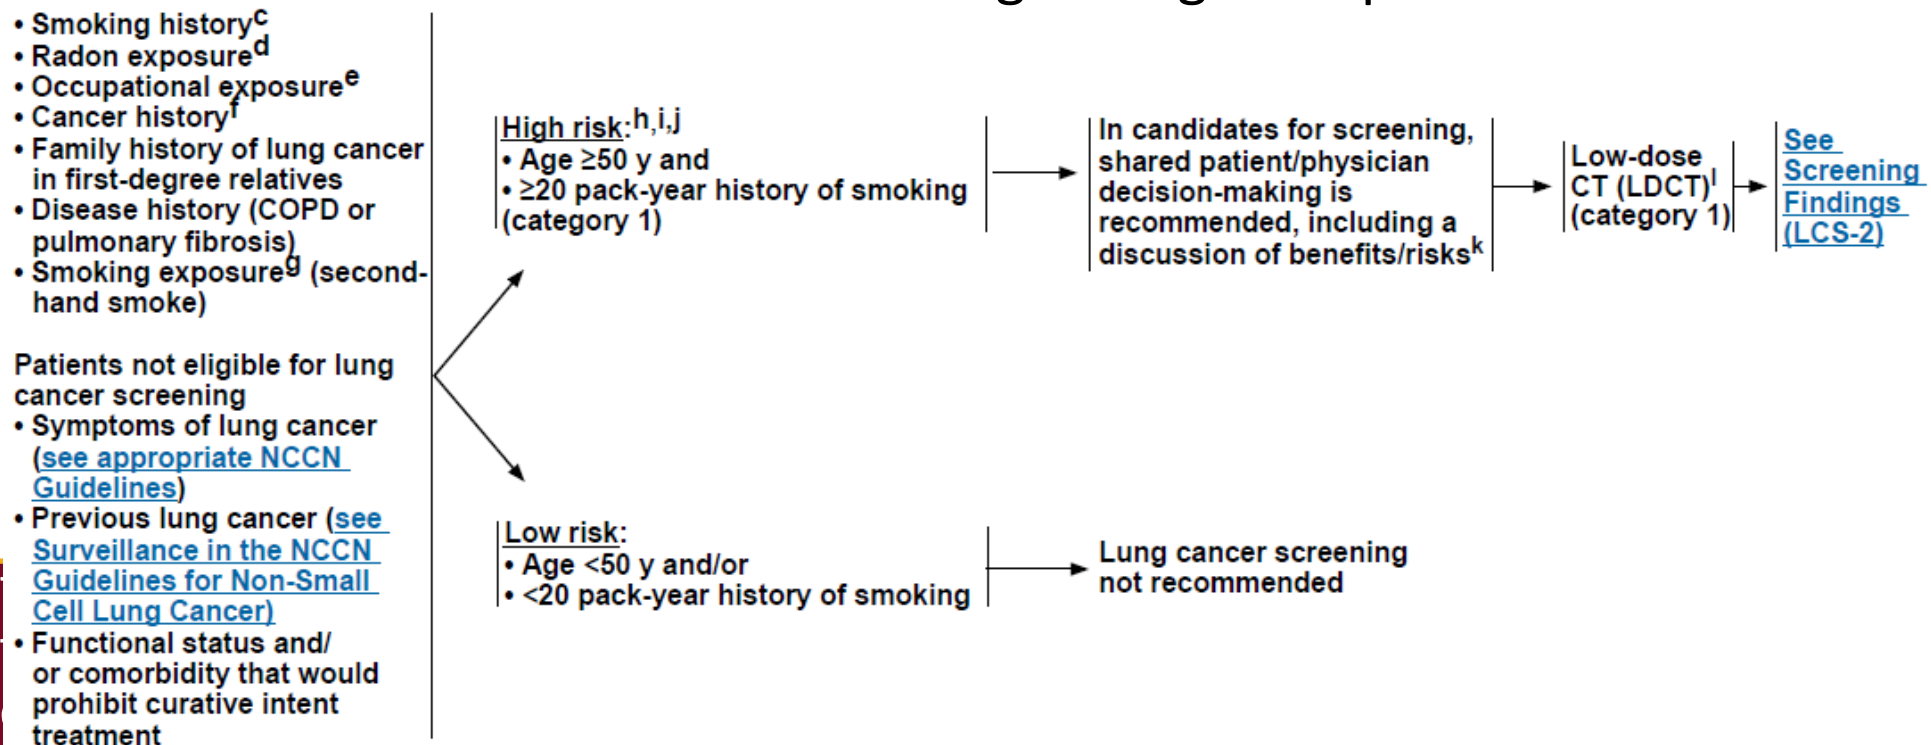 • Smoking historyc
• Radon exposured
• Occupational exposuree
• Cancer historyf
• Family history of lung cancer
in first-degree relatives
• Disease history (COPD or
pulmonary fibrosis)
• Smoking exposureg (second-
hand smoke)
Patients not eligible for lung
cancer screening
• Symptoms of lung cancer
(see appropriate NCCN
Guidelines)
• Previous lung cancer (see
Surveillance in the NCCN
Guidelines for Non-Small
Cell Lung Cancer)
• Functional status and/
or comorbidity that would
prohibit curative intent
treatment
High risk:h,i,j
• Age ≥50 y and
• ≥20 pack-year history of smoking
(category 1)
In candidates for screening,
shared patient/physician
decision-making is
recommended, including a
discussion of benefits/risksk
Low-dose
CT (LDCT)l
(category 1)
See
Screening
Findings
(LCS-2)
Low risk:
• Age <50 y and/or
• <20 pack-year history of smoking
Lung cancer screening
not recommended